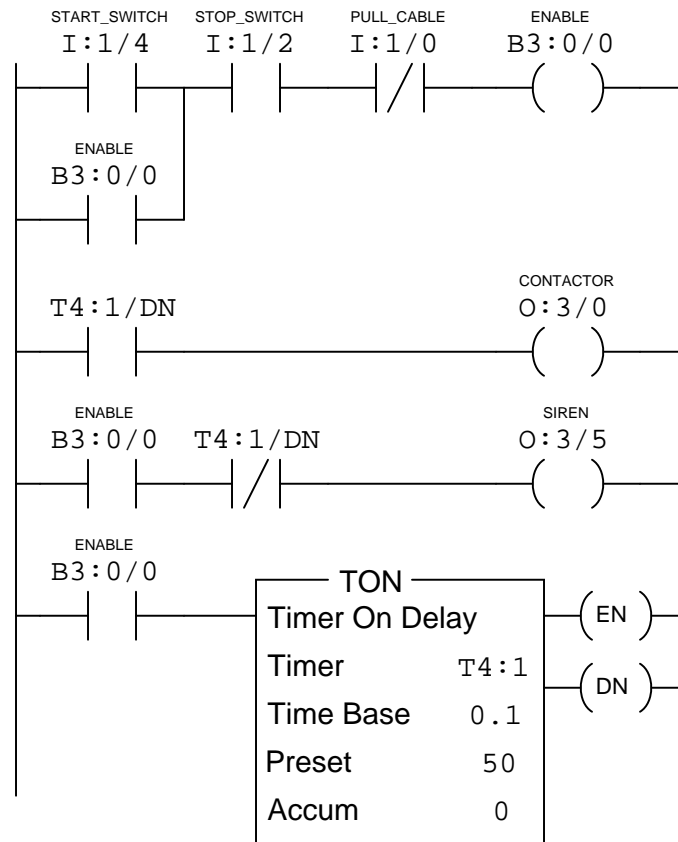 START_SWITCH STOP_SWITCH PULL_CABLE ENABLE
I:1/4 I:1/2 I:1/0 B3:0/0
ENABLE
B3:0/0
CONTACTOR
T4:1/DN O:3/0
ENABLE SIREN
B3:0/0 T4:1/DN O:3/5
ENABLE
B3:0/0
TON
Timer On Delay EN
Timer T4:1
DN
Time Base 0.1
Preset 50
Accum 0